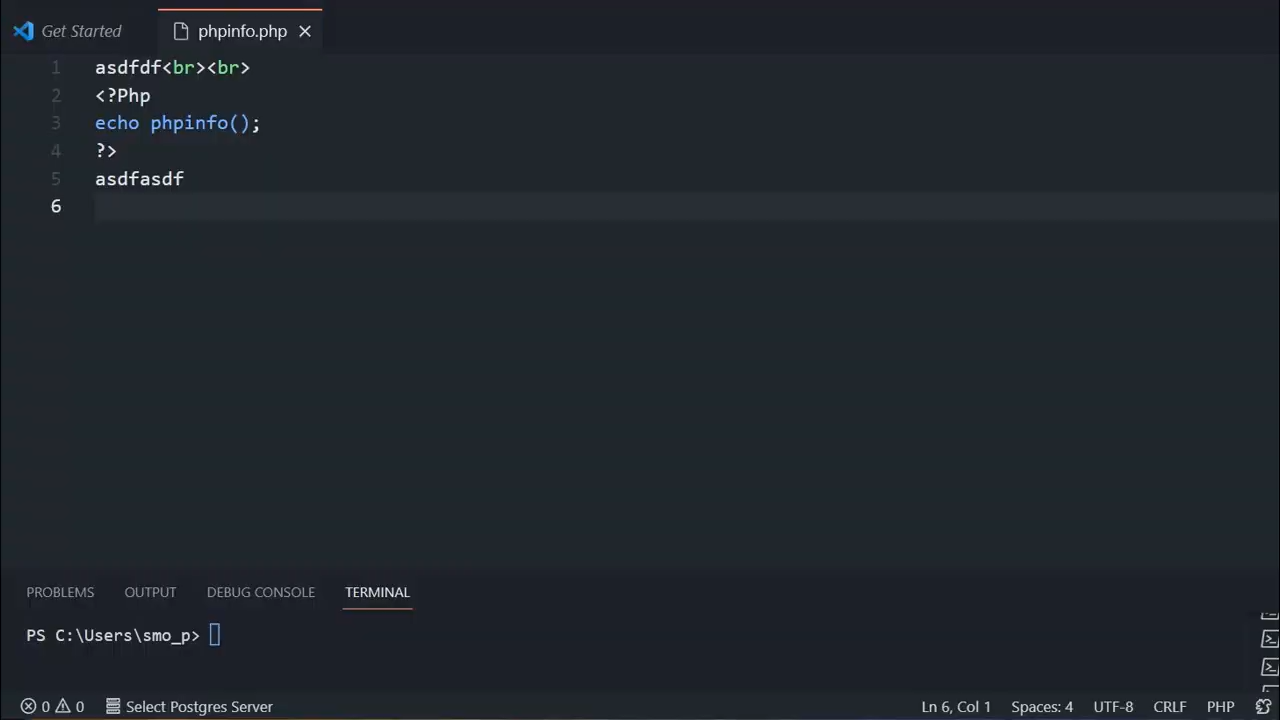 Get Started phpinfo.php
1 asdfdf<br><br>
2 <?Php
3 echo phpinfo();
4 ?>
5 asdfasdf
6
PROBLEMS OUTPUT DEBUG CONSOLE TERMINAL
PS C:\Users\smo_p>
0 0 Select Postgres Server Ln 6, Col 1 Spaces: 4 UTF-8 CRLF PHP